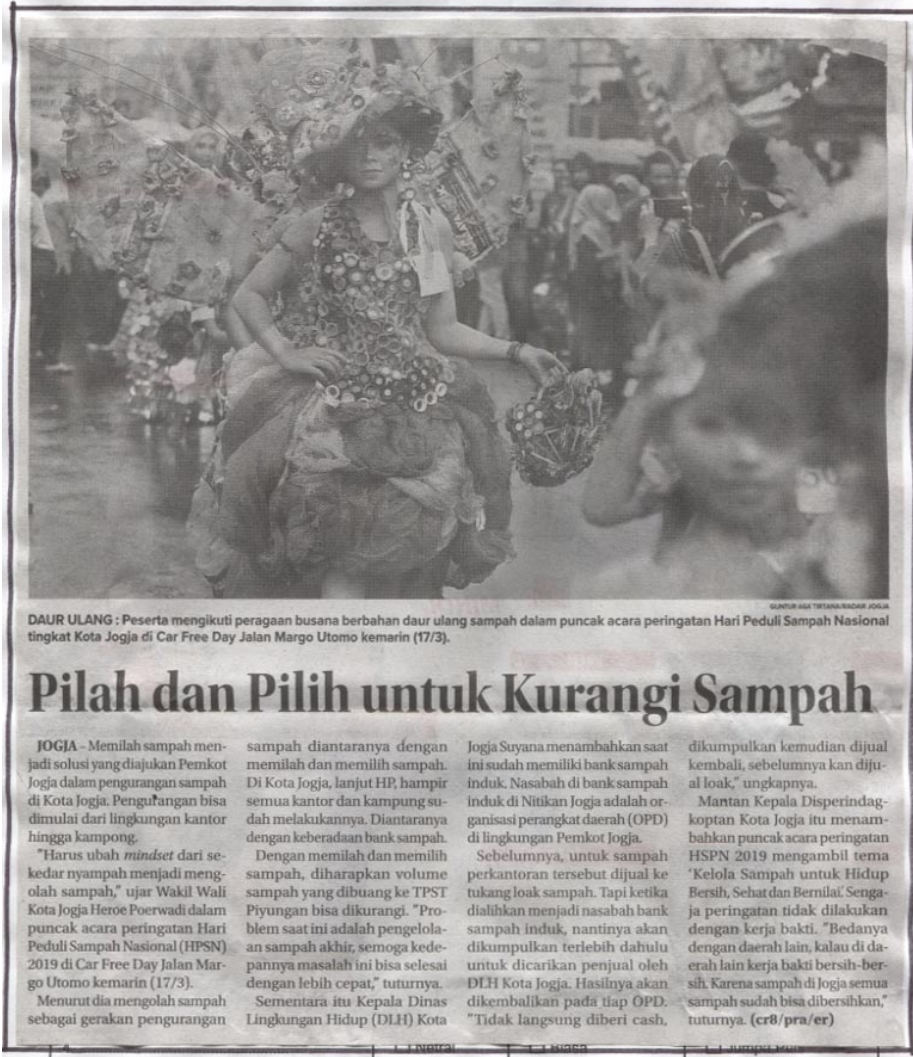 GUNTUR AGA TIRTANA/RADAR JOGJA
DAUR ULANG : Peserta mengikuti peragaan busana berbahan daur ulang sampah dalam puncak acara peringatan Hari Peduli Sampah Nasional
tingkat Kota Jogja di Car Free Day Jalan Margo Utomo kemarin (17/3).
Pilah dan Pilih untuk Kurangi Sampah
JOGJA – Memilah sampah men-
jadi solusi yang diajukan Pemkot
Jogja dalam pengurangan sampah
di Kota Jogja. Pengurangan bisa
dimulai dari lingkungan kantor
hingga kampong.
"Harus ubah mindset dari se-
kedar nyampah menjadi meng-
olah sampah," ujar Wakil Wali
Kota Jogja Heroe Poerwadi dalam
puncak acara peringatan Hari
Peduli Sampah Nasional (HPSN)
2019 di Car Free Day Jalan Mar-
go Utomo kemarin (17/3).
Menurut dia mengolah sampah
sebagai gerakan pengurangan
sampah diantaranya dengan
memilah dan memilih sampah.
Di Kota Jogja, lanjut HP, hampir
semua kantor dan kampung su-
dah melakukannya. Diantaranya
dengan keberadaan bank sampah.
Dengan memilah dan memilih
sampah, diharapkan volume
sampah yang dibuang ke TPST
Piyungan bisa dikurangi. "Pro-
blem saat ini adalah pengelola-
an sampah akhir, semoga kede-
pannya masalah ini bisa selesai
dengan lebih cepat," tuturnya.
Sementara itu Kepala Dinas
Lingkungan Hidup (DLH) Kota
Jogja Suyana menambahkan saat
ini sudah memiliki bank sampah
induk. Nasabah di bank sampah
induk di Nitikan Jogja adalah or-
ganisasi perangkat daerah (OPD)
di lingkungan Pemkot Jogja.
Sebelumnya, untuk sampah
perkantoran tersebut dijual ke
tukang loak sampah. Tapi ketika
dialihkan menjadi nasabah bank
sampah induk, nantinya akan
dikumpulkan terlebih dahulu
untuk dicarikan penjual oleh
DLH Kota Jogja. Hasilnya akan
dikembalikan pada tiap OPD.
"Tidak langsung diberi cash,
dikumpulkan kemudian dijual
kembali, sebelumnya kan diju-
al loak," ungkapnya.
Mantan Kepala Disperindag-
koptan Kota Jogja itu menam-
bahkan puncak acara peringatan
HSPN 2019 mengambil tema
'Kelola Sampah untuk Hidup
Bersih, Sehat dan Bernilai.' Senga-
ja peringatan tidak dilakukan
dengan kerja bakti. "Bedanya
dengan daerah lain, kalau di da-
erah lain kerja bakti bersih-ber-
sih. Karena sampah di Jogja semua
sampah sudah bisa dibersihkan,"
tuturnya. (cr8/pra/er)